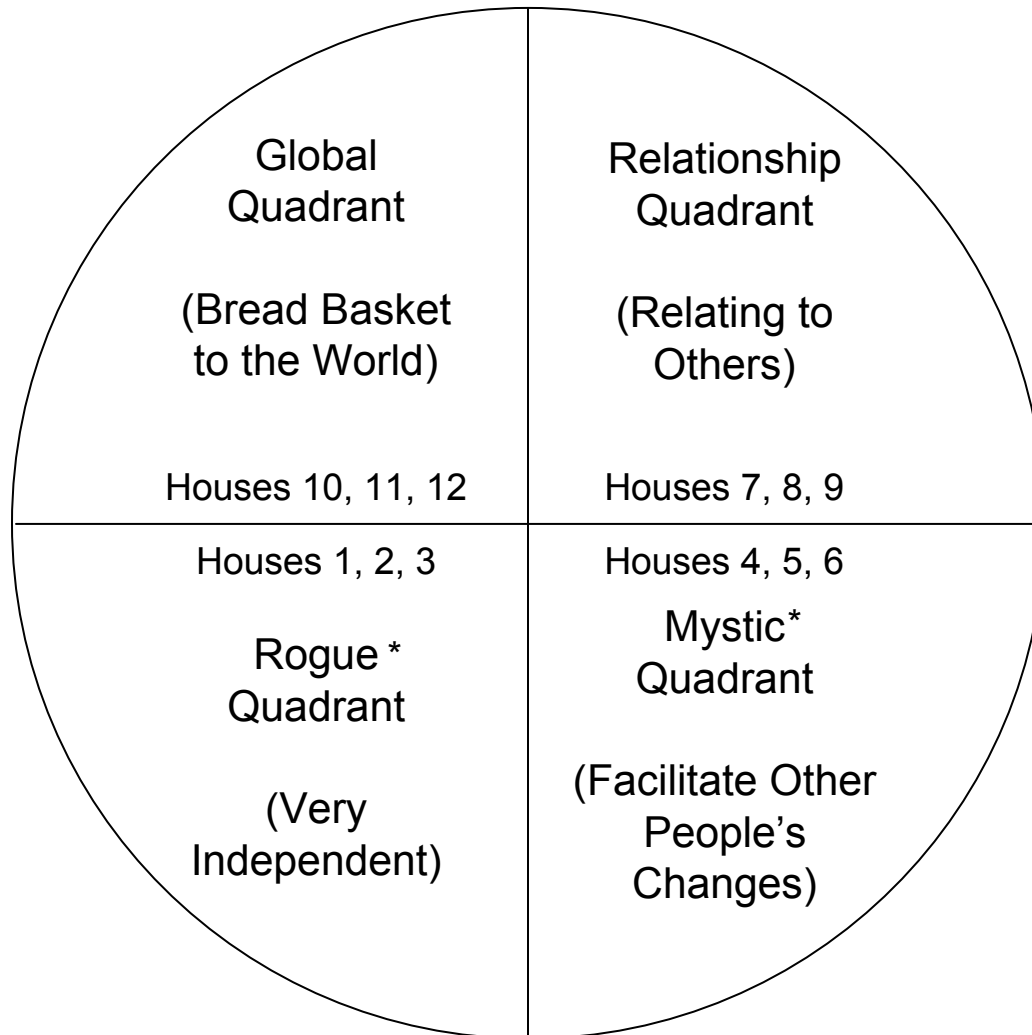 Global
Quadrant
(Bread Basket
to the World)
Houses 10, 11, 12
Relationship
Quadrant
(Relating to
Others)
Houses 7, 8, 9
Houses 1, 2, 3
Rogue *
Quadrant
(Very
Independent)
Houses 4, 5, 6
Mystic*
Quadrant
(Facilitate Other
People’s
Changes)